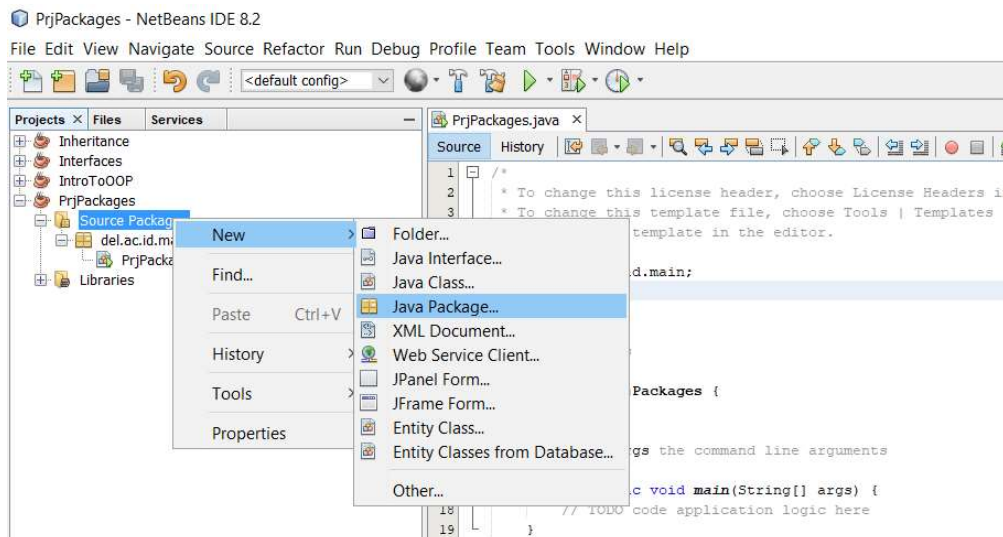 PrjPackages - NetBeans IDE 8.2
File Edit View Navigate Source Refactor Run Debug Profile Team Tools Window Help
<default config>
Projects Files Services
Inheritance
Interfaces
IntroToOOP
PrjPackages
Source Packag
del.ac.id.ma
PrjPacka
Libraries
New
Find...
Paste Ctrl+V
History
Tools
Properties
Folder...
Java Interface...
Java Class...
Java Package...
XML Document...
Web Service Client...
JPanel Form...
JFrame Form...
Entity Class...
Entity Classes from Database...
Other...
PrjPackages.java
Source History
1 /*
2 * To change this license header, choose License Headers i
3 * To change this template file, choose Tools | Templates
template in the editor.
d.main;
Packages {
gs the command line arguments
c void main(String[] args) {
18 // TODO code application logic here
19 }